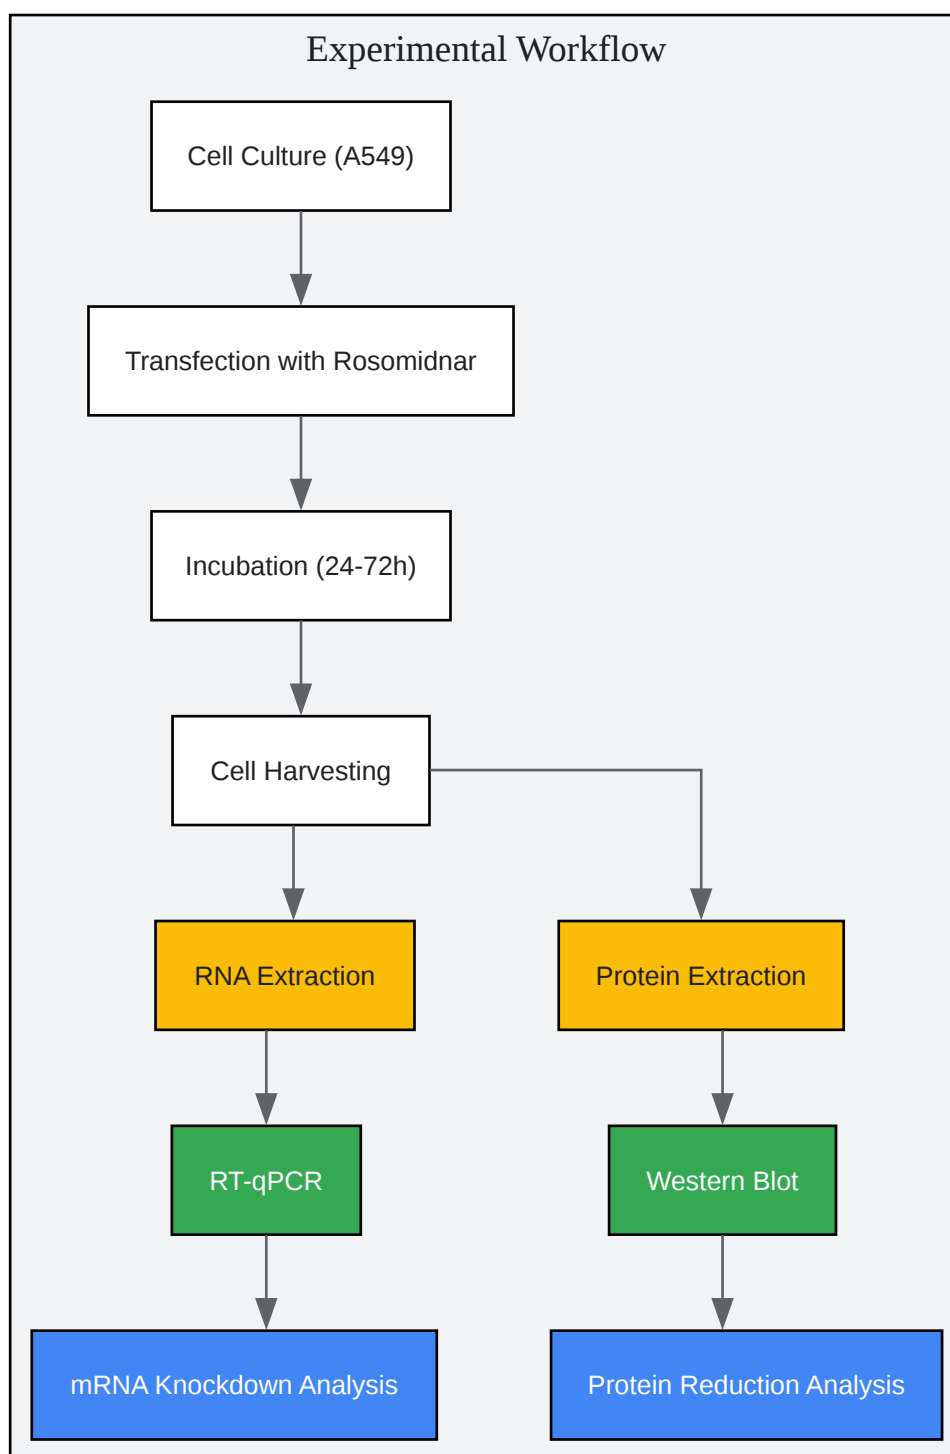 Experimental Workflow
Cell Culture (A549)
Transfection with Rosomidnar
Incubation (24-72h)
Cell Harvesting
RNA Extraction
Protein Extraction
RT-qPCR
Western Blot
mRNA Knockdown Analysis
Protein Reduction Analysis